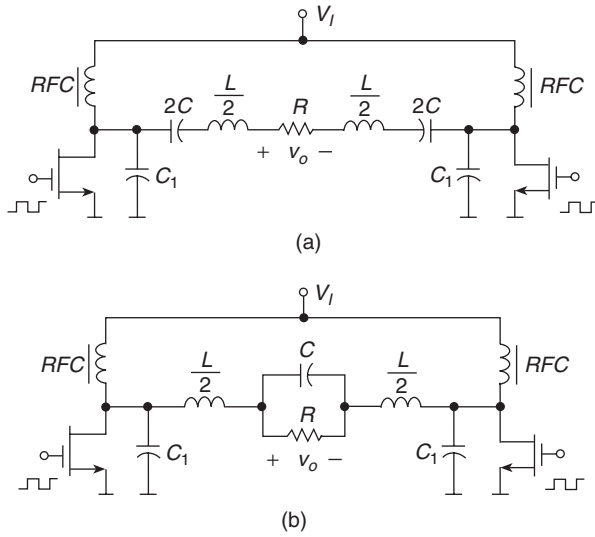 V_I
RFC
RFC
2C
L/2
R
L/2
2C
+ v_o −
C_1
C_1
(a)
V_I
RFC
RFC
L/2
C
L/2
R
+ v_o −
C_1
C_1
(b)